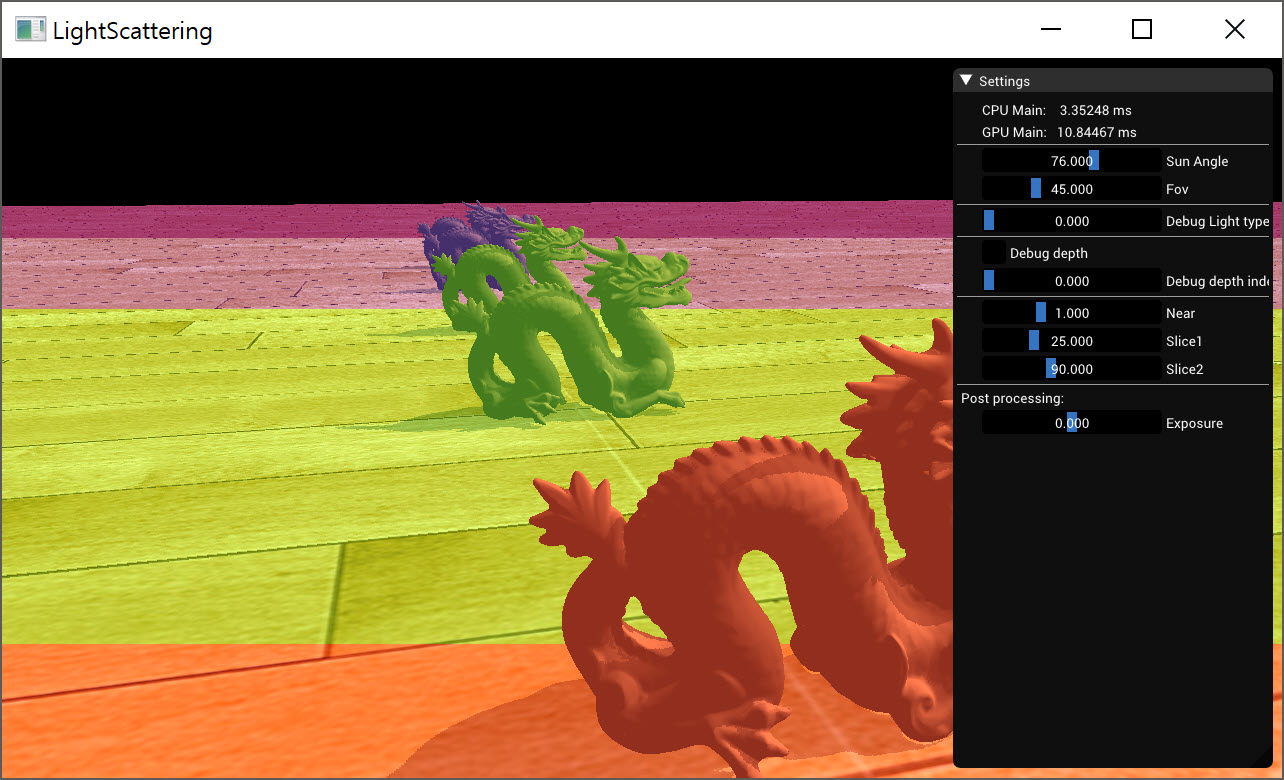 LightScattering
Settings
CPU Main: 3.35248 ms
GPU Main: 10.84467 ms
76.000 Sun Angle
45.000 Fov
0.000 Debug Light type
Debug depth
0.000 Debug depth inde
1.000 Near
25.000 Slice1
90.000 Slice2
Post processing:
0.000 Exposure